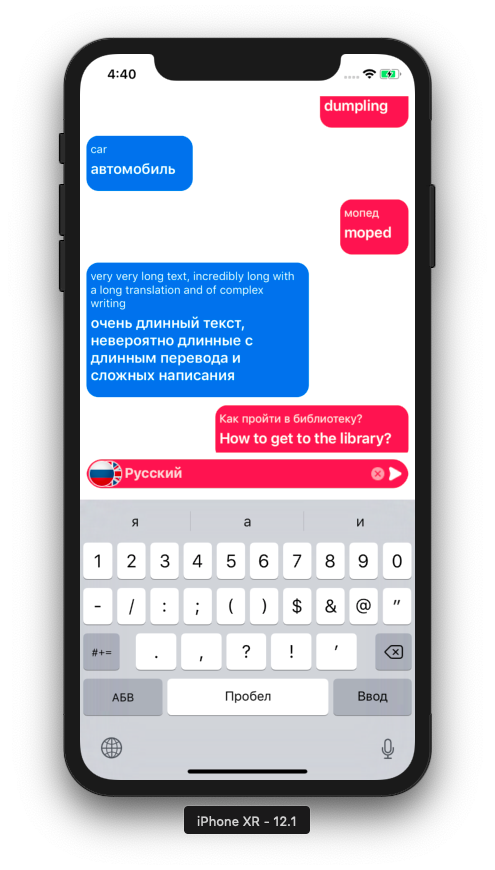 4:40
dumpling
car
автомобиль
мопед
moped
very very long text, incredibly long with
a long translation and of complex
writing
очень длинный текст,
невероятно длинные с
длинным перевода и
сложных написания
Как пройти в библиотеку?
How to get to the library?
Русский
я а и
1 2 3 4 5 6 7 8 9 0
- / : ; ( ) $ & @ "
#+= . , ? ! ’
АБВ Пробел Ввод
iPhone XR - 12.1